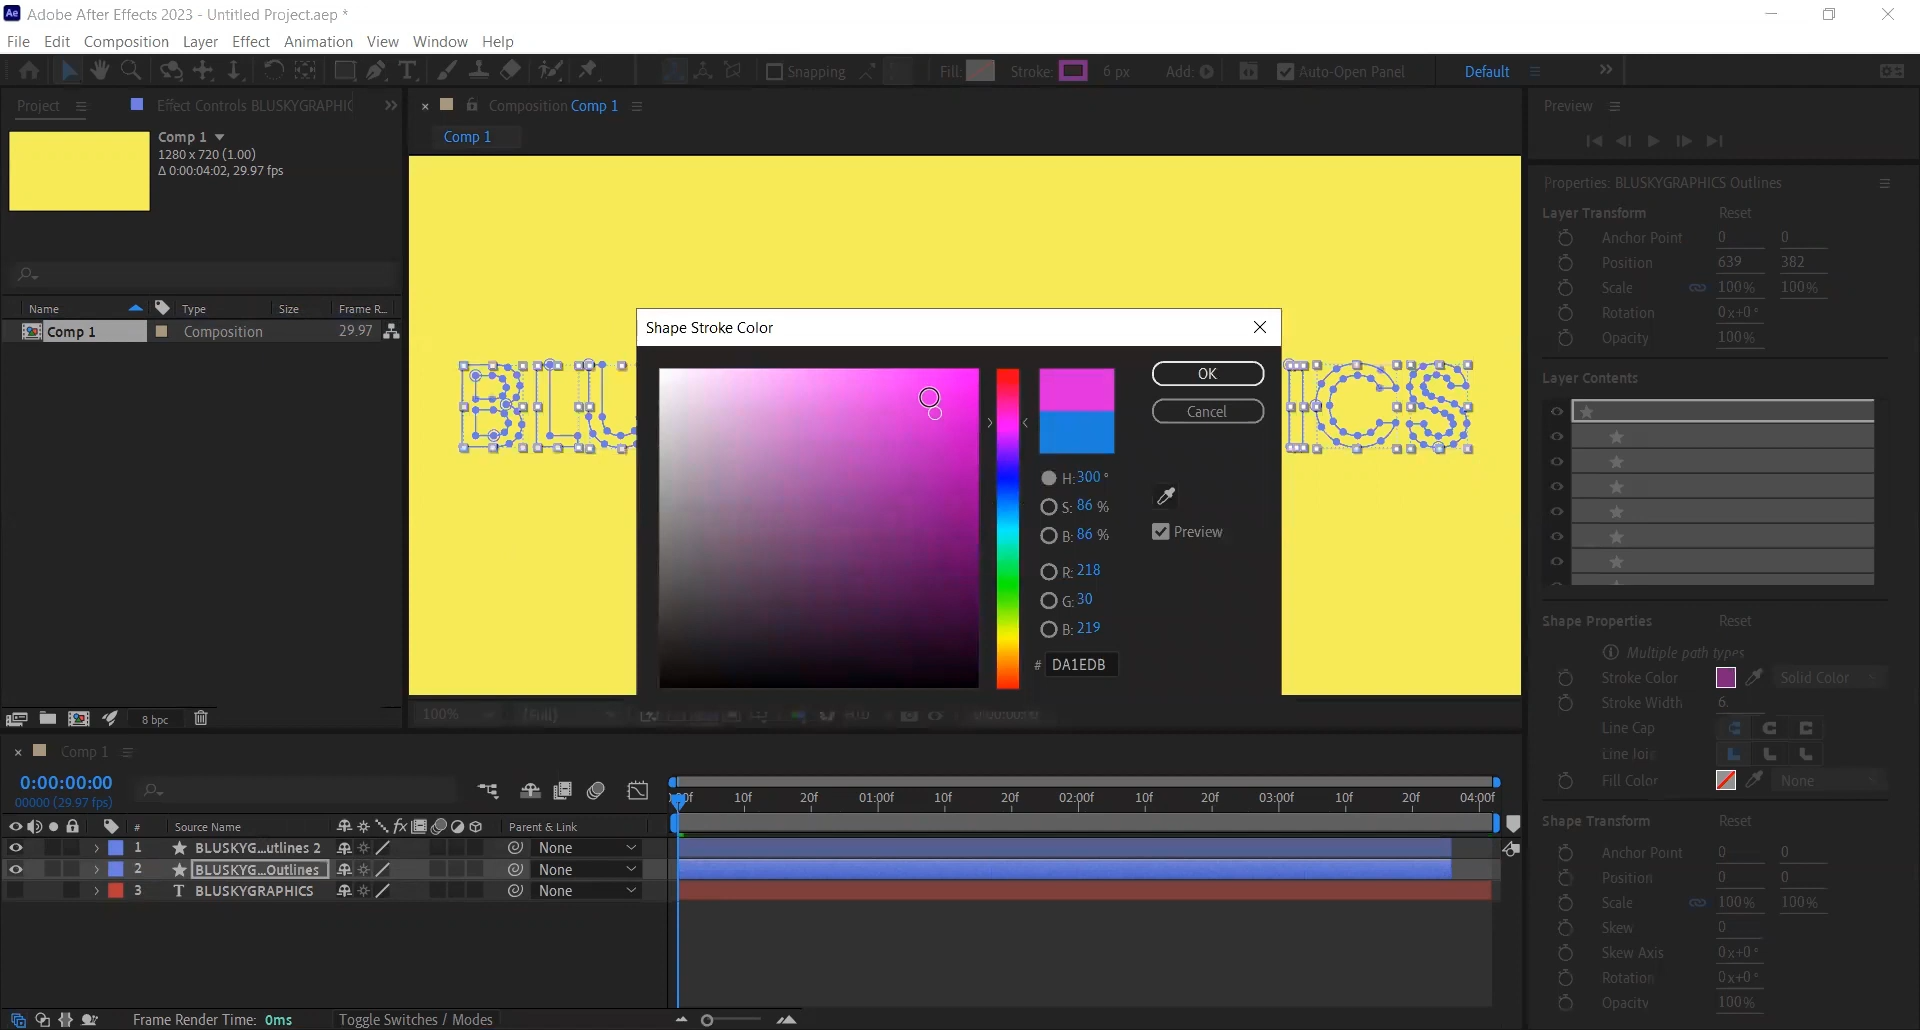 Ae Adobe After Effects 2023 - Untitled Project.aep *
File Edit Composition Layer Effect Animation View Window Help
Snapping Fill: Stroke: 6 px Add: Auto-Open Panel Default
Project Effect Controls BLUSKYGRAPHIC
Composition Comp 1
Comp 1
Comp 1
1280 x 720 (1.00)
Δ 0:00:04:02, 29.97 fps
Name Type Size Frame R...
Comp 1 Composition 29.97
8 bpc
BLU
ICS
Shape Stroke Color
OK
Cancel
H: 300 °
S: 86 %
B: 86 %
Preview
R: 218
G: 30
B: 219
# DA1EDB
100% (Full)
Preview
Properties: BLUSKYGRAPHICS Outlines
Layer Transform Reset
Anchor Point 0 0
Position 639 382
Scale 100% 100%
Rotation 0x+0°
Opacity 100%
Layer Contents
Shape Properties Reset
Multiple path types
Stroke Color Solid Color
Stroke Width 6.
Line Cap
Line Join
Fill Color None
Shape Transform Reset
Anchor Point 0 0
Position 0 0
Scale 100% 100%
Skew 0
Skew Axis 0x+0°
Rotation 0x+0°
Opacity 100%
Comp 1
0:00:00:00
00000 (29.97 fps)
10f 20f 01:00f 10f 20f 02:00f 10f 20f 03:00f 10f 20f 04:00f
# Source Name fx Parent & Link
1 BLUSKYG...utlines 2 None
2 BLUSKYG...Outlines None
3 T BLUSKYGRAPHICS None
Frame Render Time: 0ms Toggle Switches / Modes